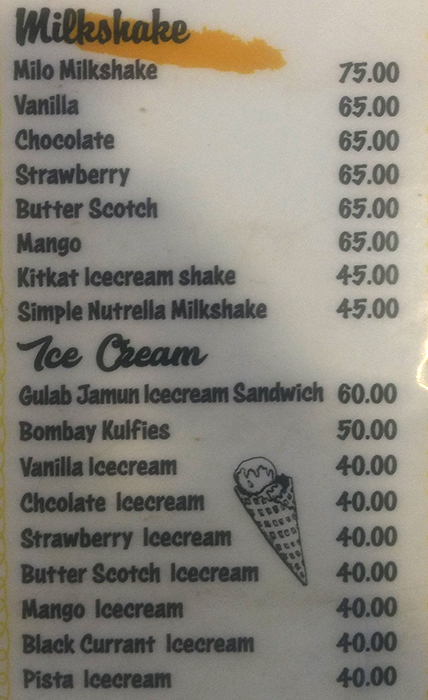 Milkshake
Milo Milkshake 75.00
Vanilla 65.00
Chocolate 65.00
Strawberry 65.00
Butter Scotch 65.00
Mango 65.00
Kitkat Icecream shake 45.00
Simple Nutrella Milkshake 45.00
Ice Cream
Gulab Jamun Icecream Sandwich 60.00
Bombay Kulfies 50.00
Vanilla Icecream 40.00
Chcolate Icecream 40.00
Strawberry Icecream 40.00
Butter Scotch Icecream 40.00
Mango Icecream 40.00
Black Currant Icecream 40.00
Pista Icecream 40.00